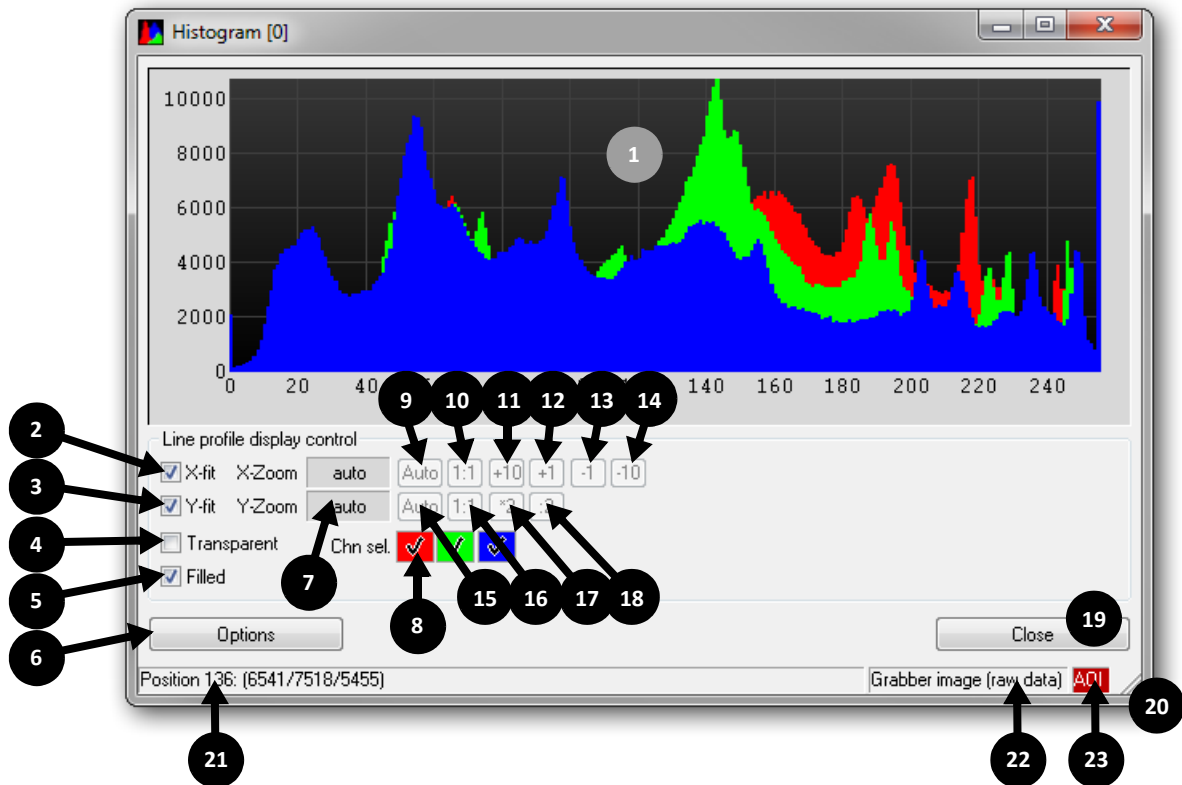 Histogram [0]
10000
8000
6000
4000
2000
0
0 20 40 140 160 180 200 220 240
1
9 10 11 12 13 14
2
Line profile display control
X-fit X-Zoom auto Auto 1:1 +10 +1 -1 -10
3
Y-fit Y-Zoom auto Auto 1:1 *2 :2
4
Transparent Chn sel.
5
Filled
7
8
15 16 17 18
6
Options Close
19
Position 136: (6541/7518/5455) Grabber image (raw data) AOI
20
21 22 23